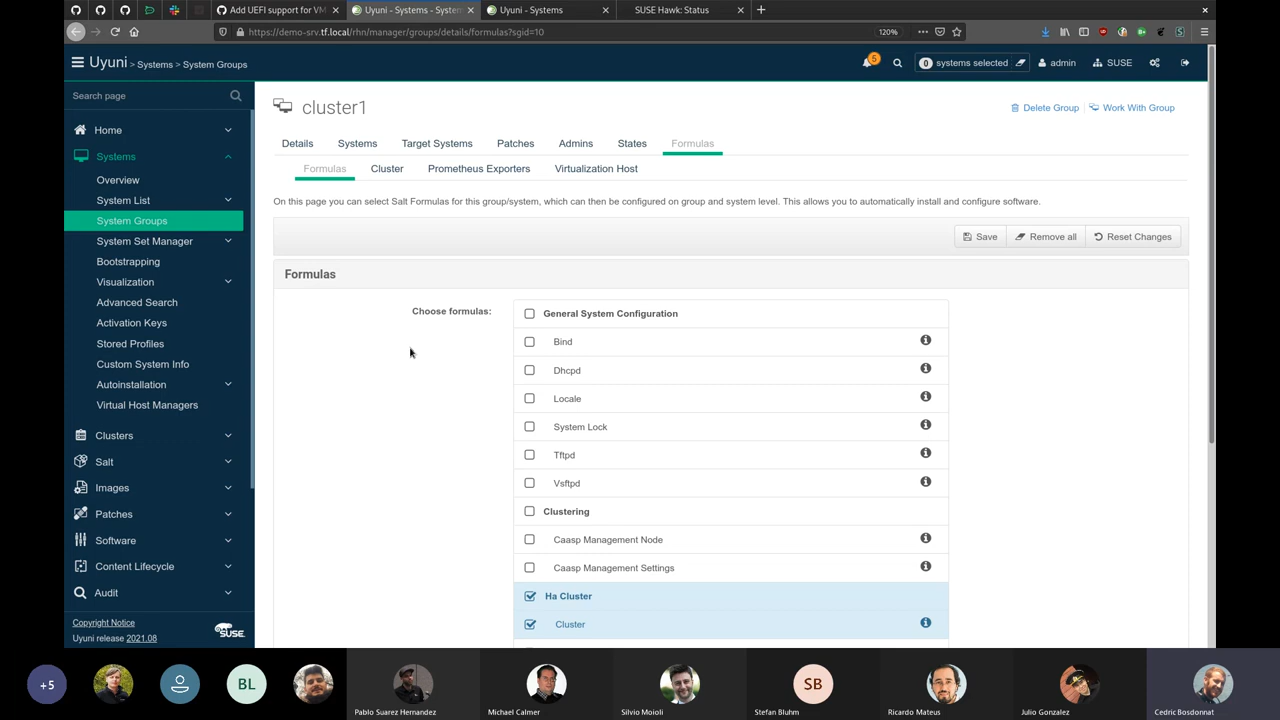 Add UEFI support for VM
Uyuni - Systems - System
Uyuni - Systems
SUSE Hawk: Status
https://demo-srv.tf.local/rhn/manager/groups/details/formulas?sgid=10
120%
Uyuni > Systems > System Groups
5
0 systems selected
admin
SUSE
Search page
Home
Systems
Overview
System List
System Groups
System Set Manager
Bootstrapping
Visualization
Advanced Search
Activation Keys
Stored Profiles
Custom System Info
Autoinstallation
Virtual Host Managers
Clusters
Salt
Images
Patches
Software
Content Lifecycle
Audit
Copyright Notice
Uyuni release 2021.08
SUSE
cluster1
Delete Group
Work With Group
Details
Systems
Target Systems
Patches
Admins
States
Formulas
Formulas
Cluster
Prometheus Exporters
Virtualization Host
On this page you can select Salt Formulas for this group/system, which can then be configured on group and system level. This allows you to automatically install and configure software.
Save
Remove all
Reset Changes
Formulas
Choose formulas:
General System Configuration
Bind
Dhcpd
Locale
System Lock
Tftpd
Vsftpd
Clustering
Caasp Management Node
Caasp Management Settings
Ha Cluster
Cluster
+5
BL
SB
Pablo Suarez Hernandez
Michael Calmer
Silvio Moioli
Stefan Bluhm
Ricardo Mateus
Julio Gonzalez
Cedric Bosdonnat